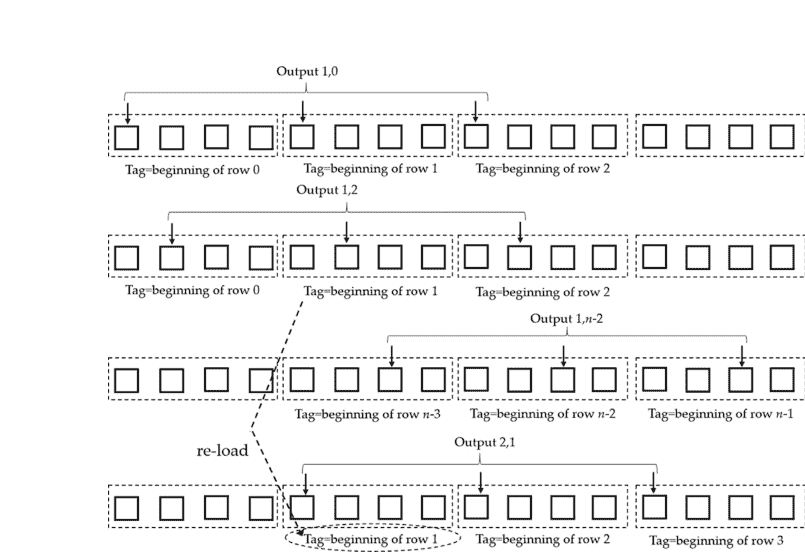 Output 1,0
Tag=beginning of row 0 Tag=beginning of row 1 Tag=beginning of row 2
Output 1,2
Tag=beginning of row 0 Tag=beginning of row 1 Tag=beginning of row 2
Output 1,n-2
Tag=beginning of row n-3 Tag=beginning of row n-2 Tag=beginning of row n-1
Output 2,1
re-load
Tag=beginning of row 1 Tag=beginning of row 2 Tag=beginning of row 3